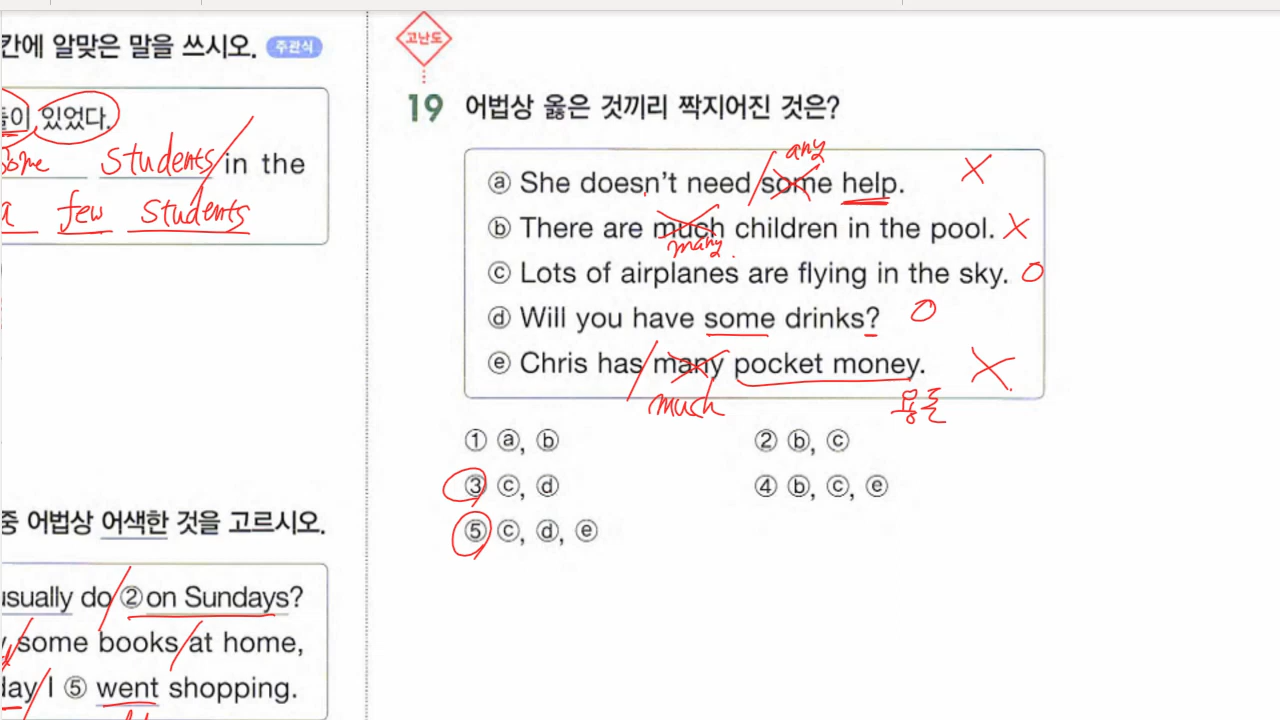 칸에 알맞은 말을 쓰시오. 주관식
들이 있었다.
some students in the
a few students
중 어법상 어색한 것을 고르시오.
usually do ② on Sundays?
some books at home,
day I ⑤ went shopping.
고난도
19 어법상 옳은 것끼리 짝지어진 것은?
any
ⓐ She doesn't need some help. X
ⓑ There are much children in the pool. X
many
ⓒ Lots of airplanes are flying in the sky. O
ⓓ Will you have some drinks? O
ⓔ Chris has many pocket money. X
much 용돈
① ⓐ, ⓑ ② ⓑ, ⓒ
③ ⓒ, ⓓ ④ ⓑ, ⓒ, ⓔ
⑤ ⓒ, ⓓ, ⓔ